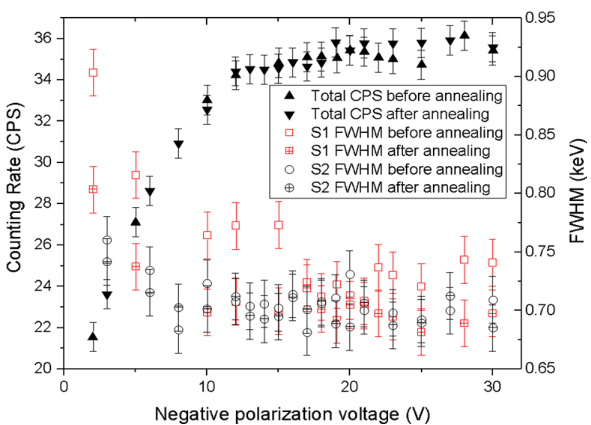 36
34
32
30
28
26
24
22
20
Counting Rate (CPS)
0.95
0.90
0.85
0.80
0.75
0.70
0.65
FWHM (keV)
Total CPS before annealing
Total CPS after annealing
S1 FWHM before annealing
S1 FWHM after annealing
S2 FWHM before annealing
S2 FWHM after annealing
0 10 20 30
Negative polarization voltage (V)